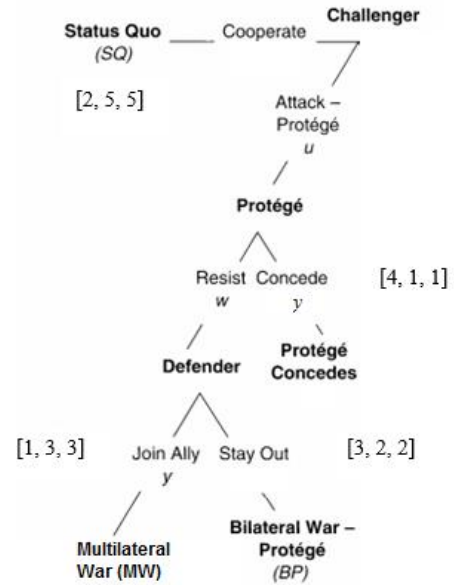 Challenger
Status Quo Cooperate
(SQ)
[2, 5, 5]
Attack –
Protégé
u
Protégé
Resist Concede [4, 1, 1]
w y
Defender Protégé
Concedes
[1, 3, 3] Join Ally Stay Out [3, 2, 2]
y
Multilateral Bilateral War –
War (MW) Protégé
(BP)